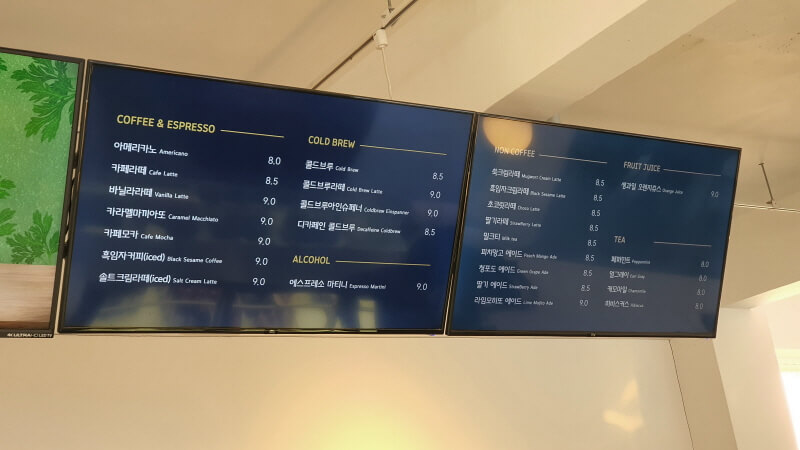 COFFEE & ESPRESSO
아메리카노 Americano 8.0
카페라떼 Cafe Latte 8.5
바닐라라떼 Vanilla Latte 9.0
카라멜마끼아또 Caramel Macchiato 9.0
카페모카 Cafe Mocha 9.0
흑임자커피(iced) Black Sesame Coffee 9.0
솔트크림라떼(iced) Salt Cream Latte 9.0
COLD BREW
콜드브루 Cold Brew 8.5
콜드브루라떼 Cold Brew Latte 9.0
콜드브루아인슈페너 Coldbrew Einspanner 9.0
디카페인 콜드브루 Decaffeine Coldbrew 8.5
ALCOHOL
에스프레소 마티니 Espresso Martini 9.0
NON COFFEE
쑥크림라떼 Mugwort Cream Latte 8.5
흑임자크림라떼 Black Sesame Latte 8.5
초코렛라떼 Choco Latte 8.5
딸기라떼 Strawberry Latte 8.5
밀크티 Milk tea 8.5
피치망고 에이드 Peach Mango Ade 8.5
청포도 에이드 Green Grape Ade 8.5
딸기 에이드 Strawberry Ade 8.5
라임모히또 에이드 Lime Mojito Ade 9.0
FRUIT JUICE
생과일 오렌지쥬스 Orange Juice 9.0
TEA
페퍼민트 Peppermint 8.0
얼그레이 Earl Gray 8.0
캐모마일 Chamomile 8.0
히비스커스 Hibiscus 8.0
4K ULTRA HD LED TV